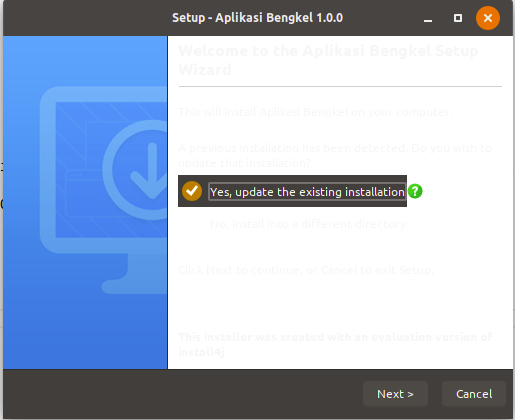 Setup - Aplikasi Bengkel 1.0.0
Welcome to the Aplikasi Bengkel Setup
Wizard
This will install Aplikasi Bengkel on your computer.
A previous installation has been detected. Do you wish to
update that installation?
Yes, update the existing installation
No, install into a different directory
Click Next to continue, or Cancel to exit Setup.
This installer was created with an evaluation version of
install4j
Next >
Cancel